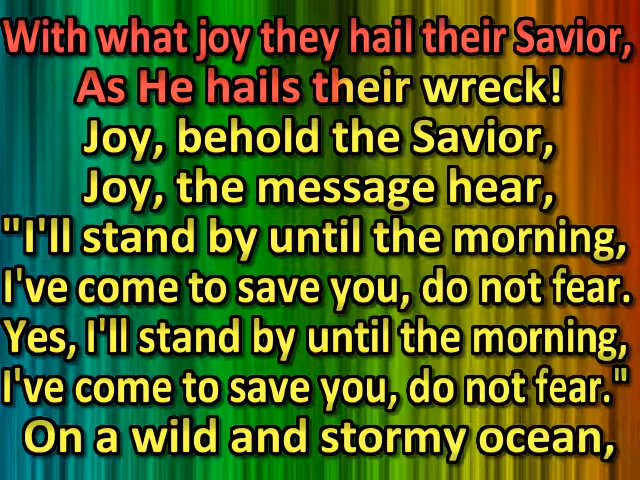 With what joy they hail their Savior,
As He hails their wreck!
Joy, behold the Savior,
Joy, the message hear,
"I'll stand by until the morning,
I've come to save you, do not fear.
Yes, I'll stand by until the morning,
I've come to save you, do not fear."
On a wild and stormy ocean,